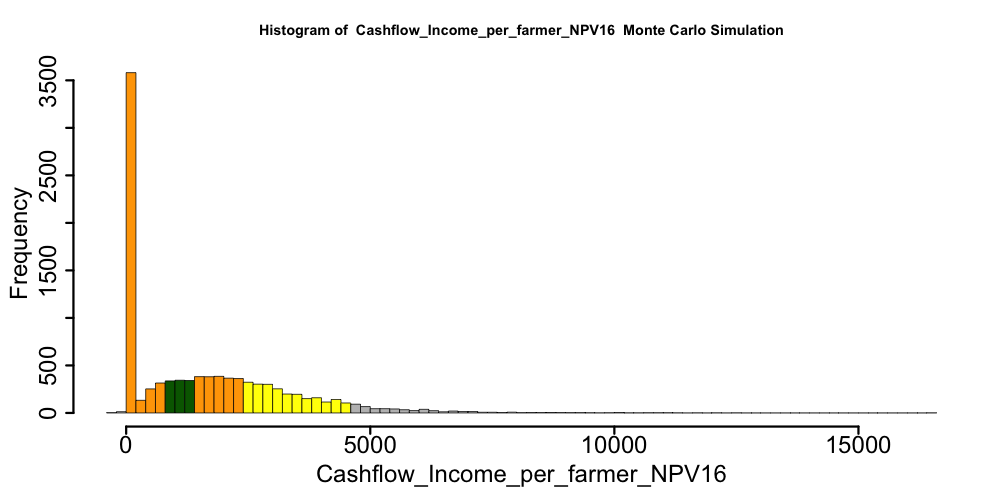 Histogram of  Cashflow_Income_per_farmer_NPV16  Monte Carlo Simulation
Frequency
3500
2500
1500
500
0
0 5000 10000 15000
Cashflow_Income_per_farmer_NPV16